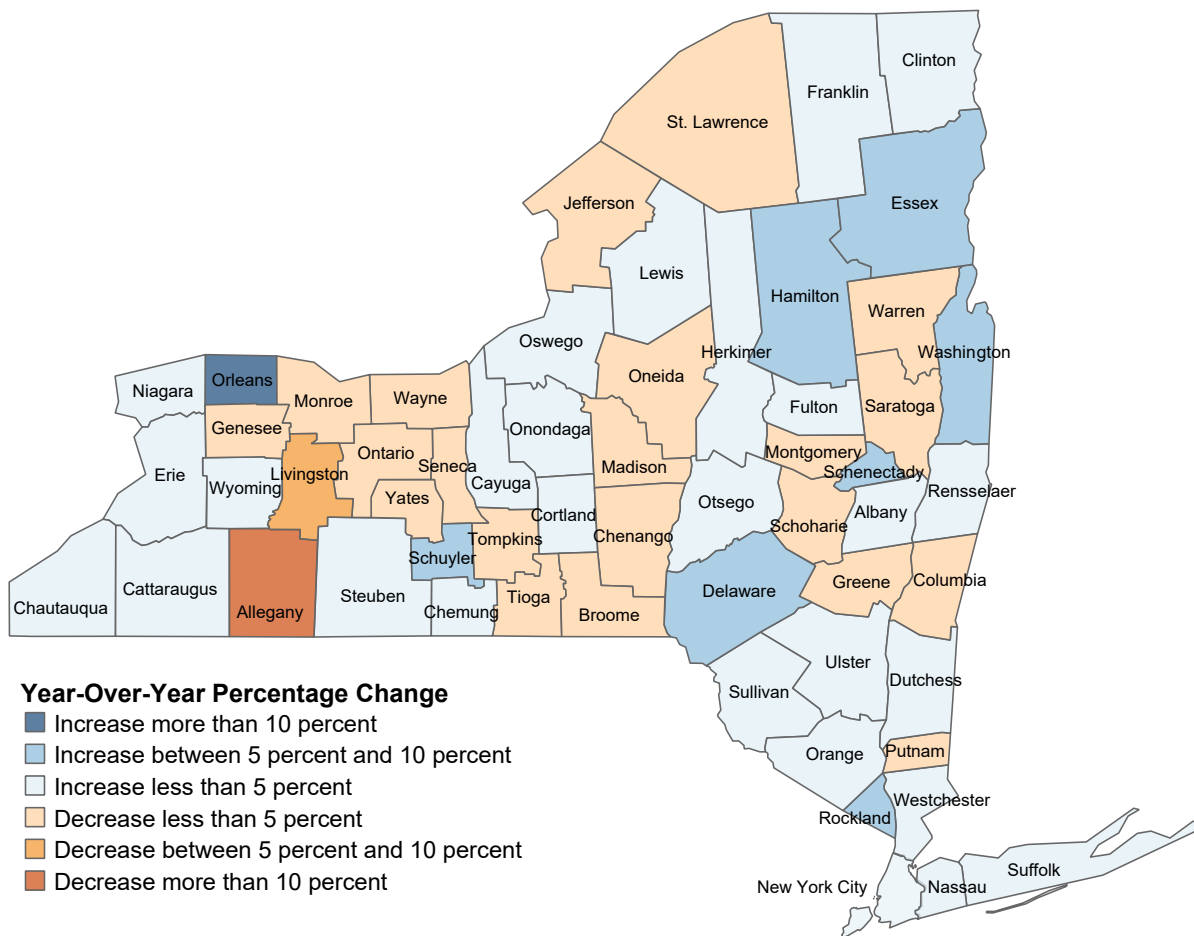 Clinton
Franklin
St. Lawrence
Essex
Jefferson
Lewis
Hamilton
Warren
Oswego
Herkimer
Washington
Oneida
Niagara
Orleans
Monroe
Wayne
Fulton
Saratoga
Genesee
Onondaga
Ontario
Montgomery
Seneca
Madison
Erie
Livingston
Schenectady
Wyoming
Cayuga
Rensselaer
Yates
Otsego
Albany
Cortland
Schoharie
Tompkins
Chenango
Schuyler
Greene
Columbia
Cattaraugus
Delaware
Steuben
Tioga
Chautauqua
Allegany
Chemung
Broome
Ulster
Dutchess
Sullivan
Putnam
Orange
Westchester
Rockland
Suffolk
New York City
Nassau
Year-Over-Year Percentage Change
Increase more than 10 percent
Increase between 5 percent and 10 percent
Increase less than 5 percent
Decrease less than 5 percent
Decrease between 5 percent and 10 percent
Decrease more than 10 percent